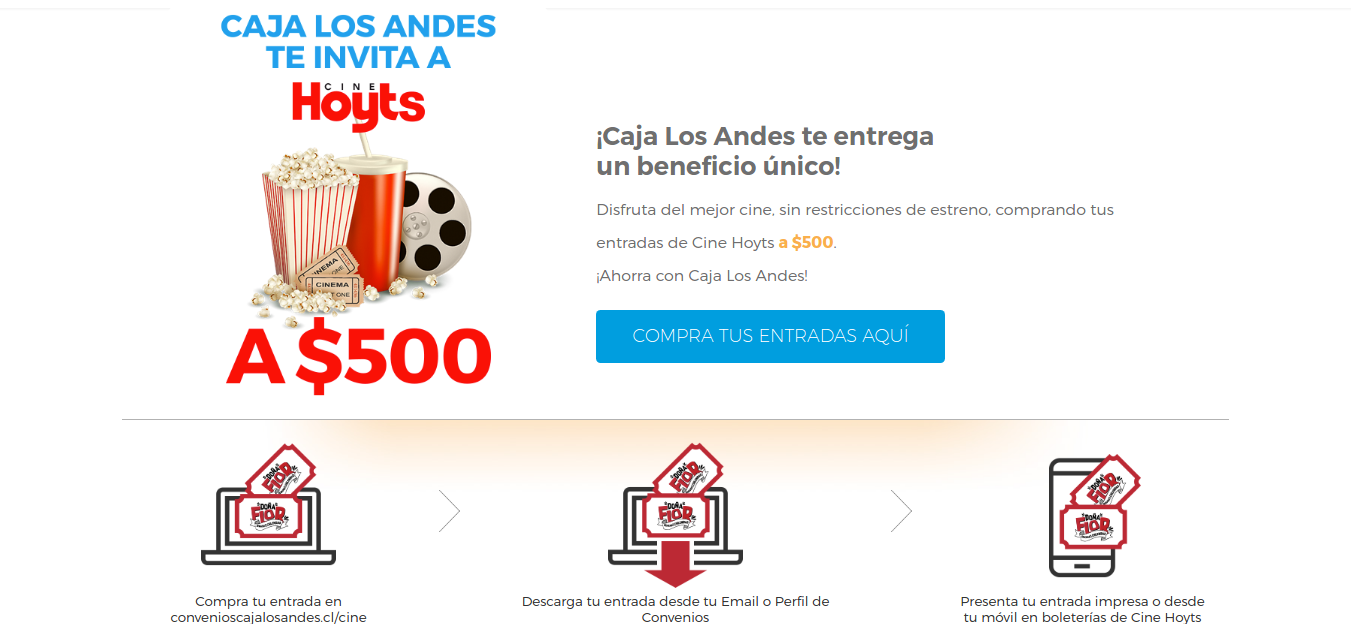 CAJA LOS ANDES
TE INVITA A
CINE
Hoyts
CINEMA
CINEMA
A $500
¡Caja Los Andes te entrega
un beneficio único!
Disfruta del mejor cine, sin restricciones de estreno, comprando tus
entradas de Cine Hoyts a $500.
¡Ahorra con Caja Los Andes!
COMPRA TUS ENTRADAS AQUÍ
DOÑA
FLOR
DOÑA
FLOR
DOÑA
FLOR
DOÑA
FLOR
DOÑA
FLOR
DOÑA
FLOR
Compra tu entrada en
convenioscajalosandes.cl/cine
Descarga tu entrada desde tu Email o Perfil de
Convenios
Presenta tu entrada impresa o desde
tu móvil en boleterías de Cine Hoyts